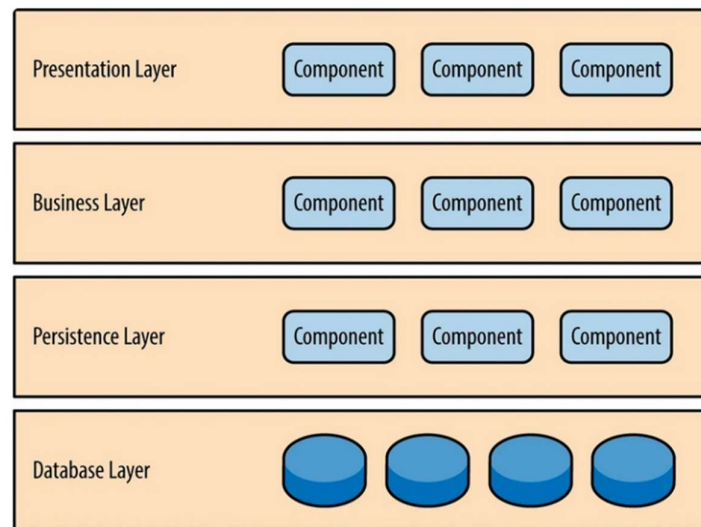 Presentation Layer Component Component Component
Business Layer Component Component Component
Persistence Layer Component Component Component
Database Layer